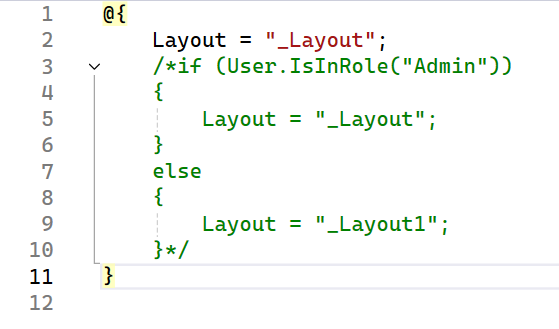 1 @{
2 Layout = "_Layout";
3 /*if (User.IsInRole("Admin"))
4 {
5 Layout = "_Layout";
6 }
7 else
8 {
9 Layout = "_Layout1";
10 }*/
11 }
12